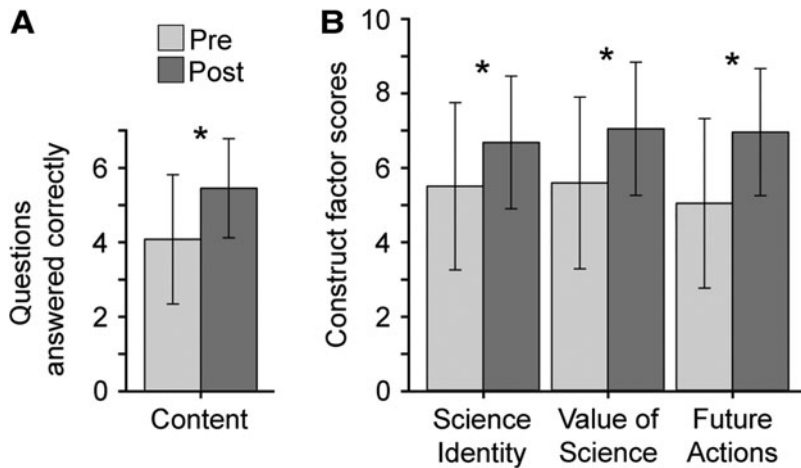 A
Pre
Post
Questions
answered correctly
6
4
2
0
*
Content
B
Construct factor scores
10
8
6
4
2
0
*
*
*
Science
Identity
Value of
Science
Future
Actions